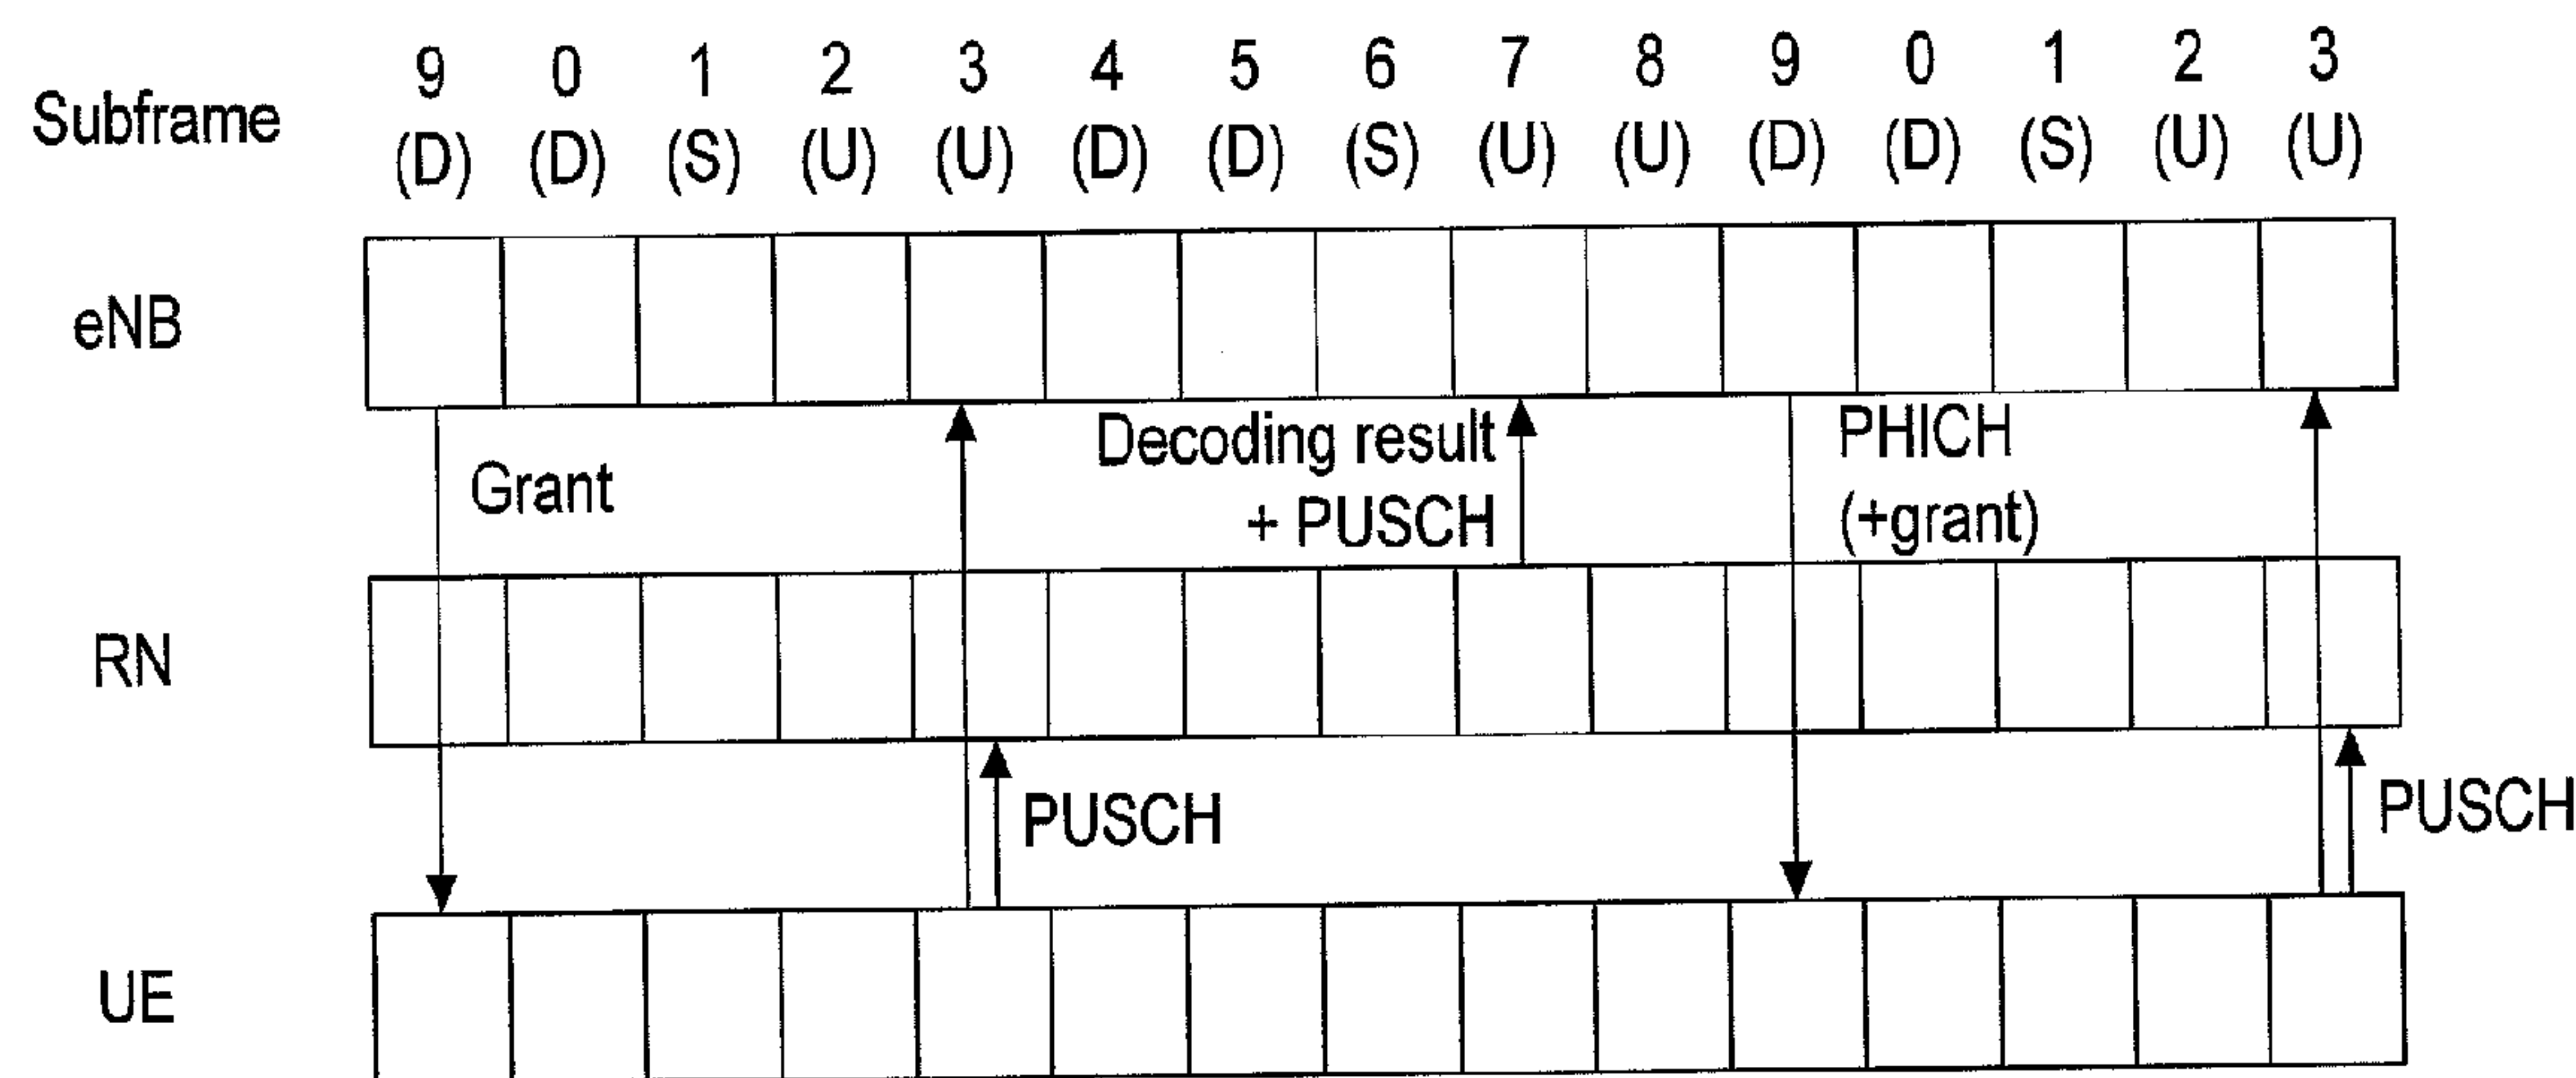 Subframe 9 0 1 2 3 4 5 6 7 8 9 0 1 2 3
(D) (D) (S) (U) (U) (D) (D) (S) (U) (U) (D) (D) (S) (U) (U)
eNB
Grant
Decoding result
+ PUSCH
PHICH
(+grant)
RN
PUSCH
PUSCH
UE